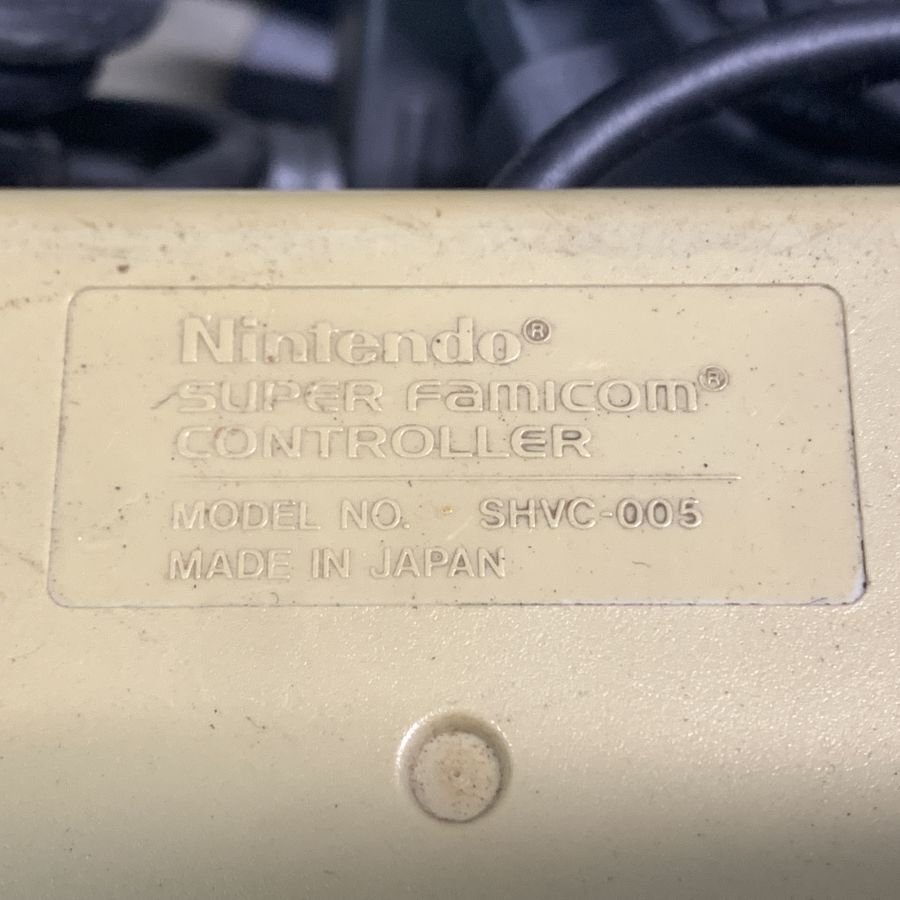 Nintendo®
SUPER FAMICOM®
CONTROLLER
MODEL NO. SHVC-005
MADE IN JAPAN